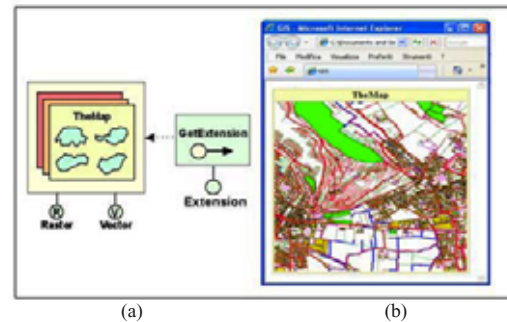 TheMap
GetExtension
Extension
R
V
Raster
Vector
GIS - Microsoft Internet Explorer
File Modifica Visualizza Preferiti Strumenti ?
TheMap
(a)
(b)